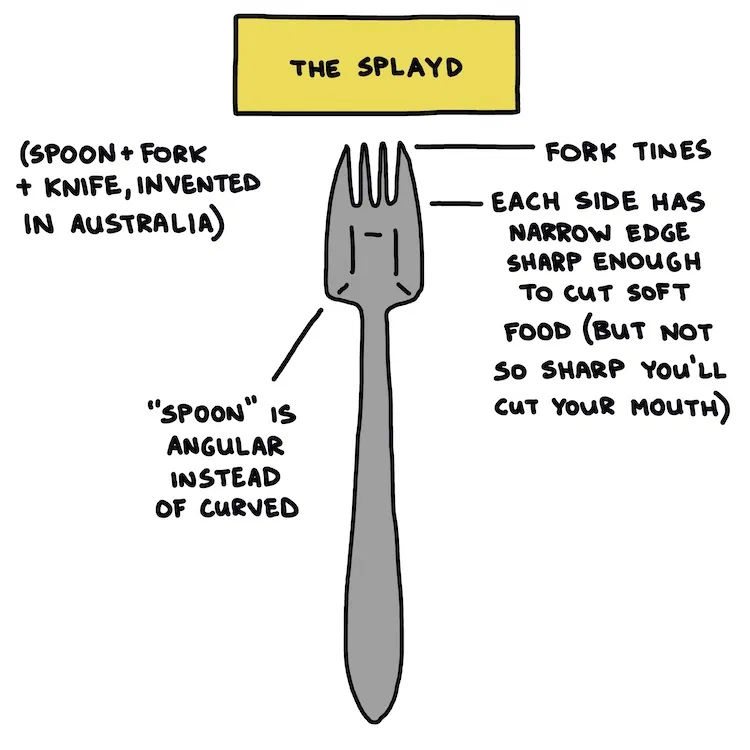 THE SPLAYD
(SPOON + FORK
+ KNIFE, INVENTED
IN AUSTRALIA)
FORK TINES
EACH SIDE HAS
NARROW EDGE
SHARP ENOUGH
TO CUT SOFT
FOOD (BUT NOT
SO SHARP YOU'LL
CUT YOUR MOUTH)
"SPOON" IS
ANGULAR
INSTEAD
OF CURVED